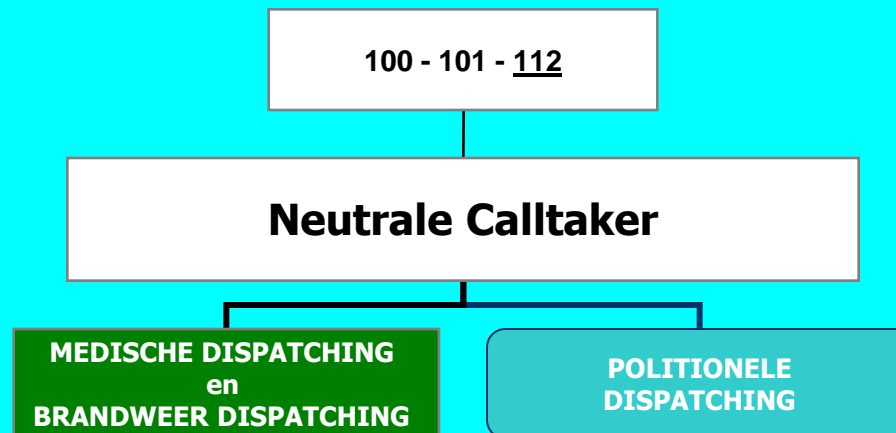 100 - 101 - 112
Neutrale Calltaker
MEDISCHE DISPATCHING
en
BRANDWEER DISPATCHING
POLITIONELE
DISPATCHING